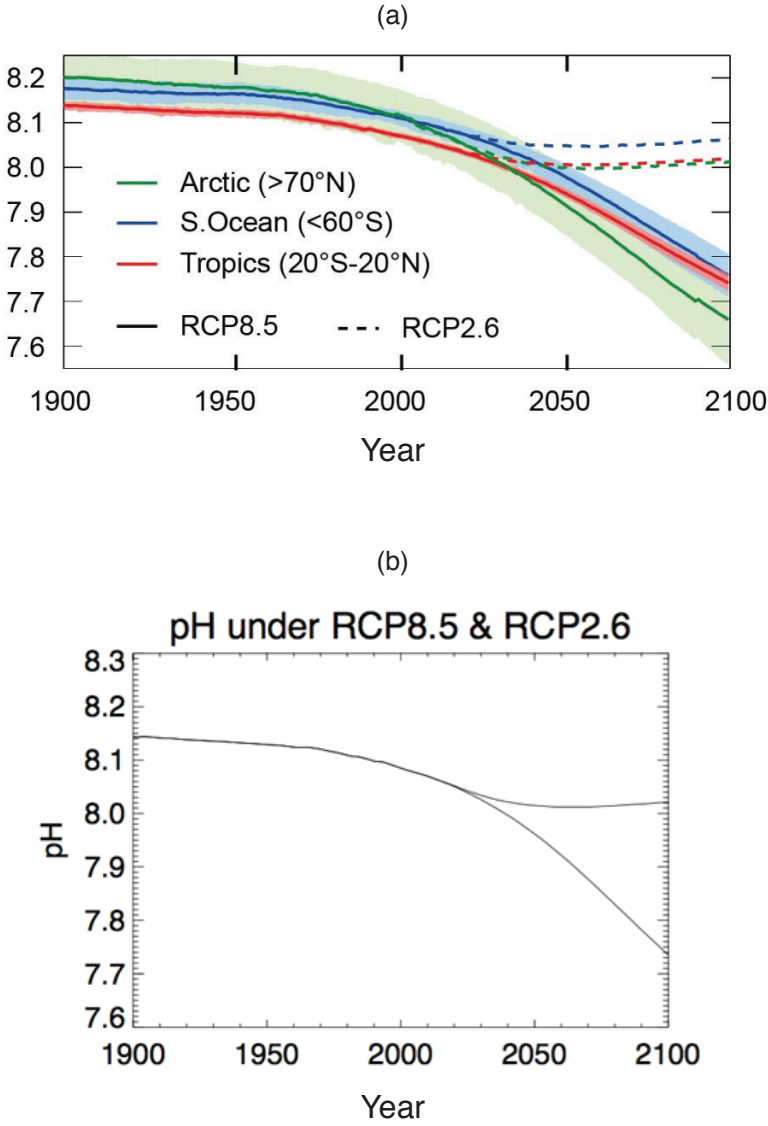 (a)
8.2
8.1
8.0
7.9
7.8
7.7
7.6
Arctic (>70°N)
S.Ocean (<60°S)
Tropics (20°S-20°N)
RCP8.5
RCP2.6
1900 1950 2000 2050 2100
Year
(b)
pH under RCP8.5 & RCP2.6
8.3
8.2
8.1
8.0
7.9
7.8
7.7
7.6
pH
1900 1950 2000 2050 2100
Year